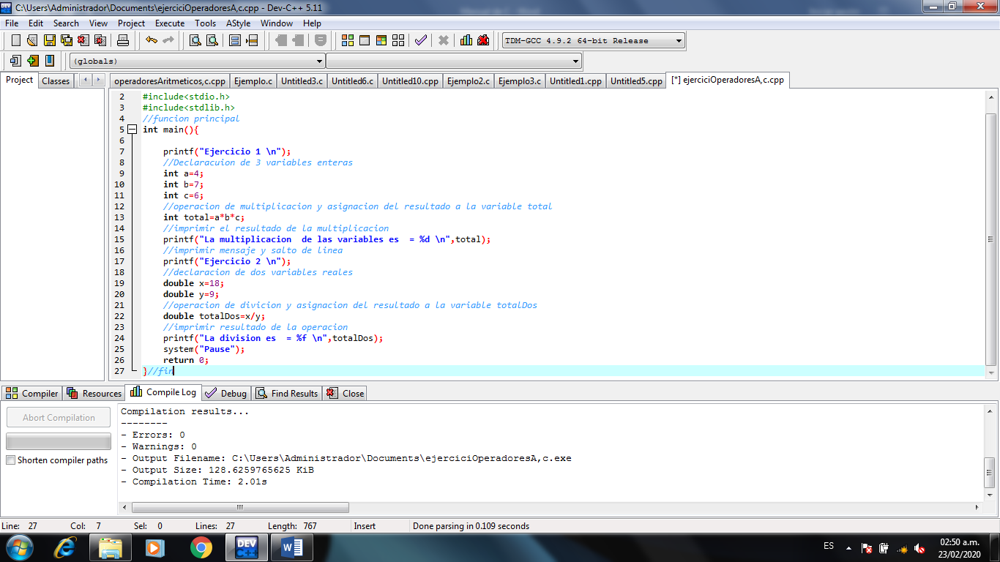 C:\Users\Administrador\Documents\ejerciciOperadoresA,c.cpp - Dev-C++ 5.11
File Edit Search View Project Execute Tools AStyle Window Help
TDM-GCC 4.9.2 64-bit Release
(globals)
Project Classes operadoresAritmeticos,c.cpp Ejemplo.c Untitled3.c Untitled6.c Untitled10.cpp Ejemplo2.c Ejemplo3.c Untitled1.cpp Untitled5.cpp [*] ejerciciOperadoresA,c.cpp
2 #include<stdio.h>
3 #include<stdlib.h>
4 //funcion principal
5 int main(){
6
7 printf("Ejercicio 1 \n");
8 //Declaracuion de 3 variables enteras
9 int a=4;
10 int b=7;
11 int c=6;
12 //operacion de multiplicacion y asignacion del resultado a la variable total
13 int total=a*b*c;
14 //imprimir el resultado de la multiplicacion
15 printf("La multiplicacion  de las variables es  = %d \n",total);
16 //imprimir mensaje y salto de linea
17 printf("Ejercicio 2 \n");
18 //declaracion de dos variables reales
19 double x=18;
20 double y=9;
21 //operacion de divicion y asignacion del resultado a la variable totalDos
22 double totalDos=x/y;
23 //imprimir resultado de la operacion
24 printf("La division es  = %f \n",totalDos);
25 system("Pause");
26 return 0;
27 }//fin
Compiler Resources Compile Log Debug Find Results Close
Abort Compilation
Shorten compiler paths
Compilation results...
--------
- Errors: 0
- Warnings: 0
- Output Filename: C:\Users\Administrador\Documents\ejerciciOperadoresA,c.exe
- Output Size: 128.6259765625 KiB
- Compilation Time: 2.01s
Line: 27 Col: 7 Sel: 0 Lines: 27 Length: 767 Insert Done parsing in 0.109 seconds
DEV C++
ES
02:50 a.m.
23/02/2020